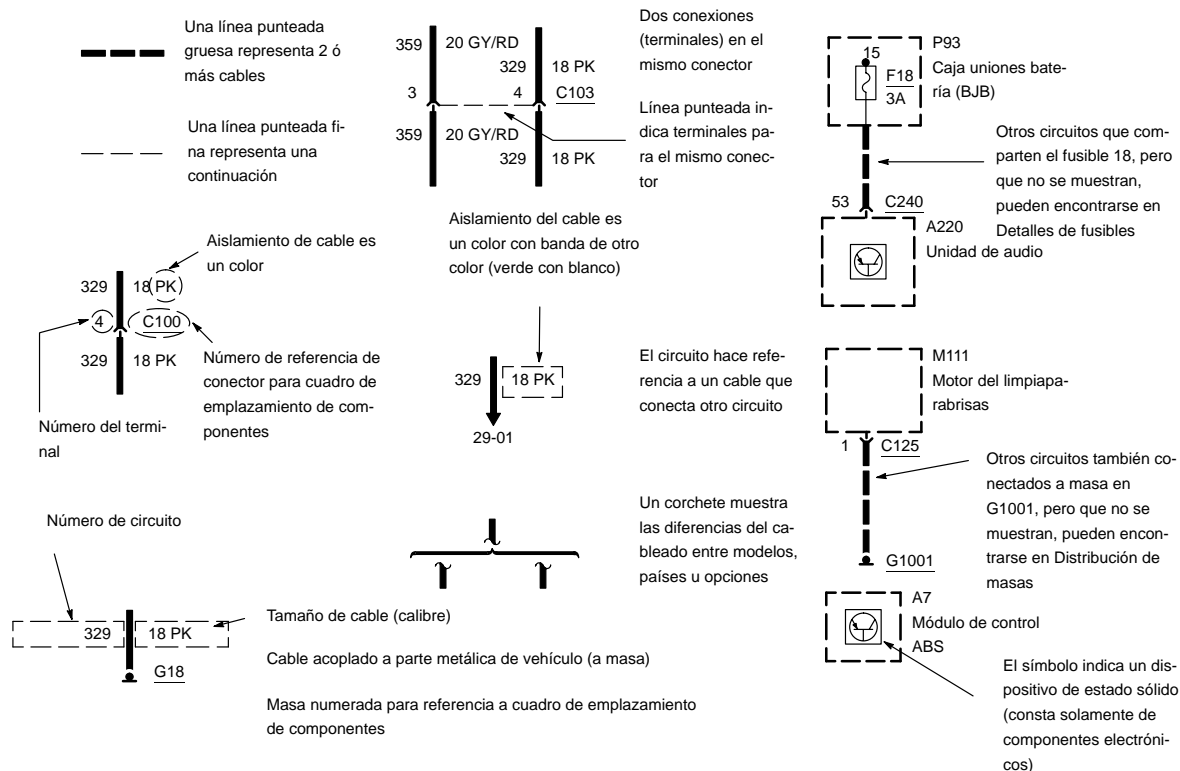 Una línea punteada
gruesa representa 2 ó
más cables
Una línea punteada fi-
na representa una
continuación
359
20 GY/RD
329
18 PK
3
4
C103
359
20 GY/RD
329
18 PK
Dos conexiones
(terminales) en el
mismo conector
Línea punteada in-
dica terminales pa-
ra el mismo conec-
tor
P93
Caja uniones bate-
ría (BJB)
15
F18
3A
Otros circuitos que com-
parten el fusible 18, pero
que no se muestran,
pueden encontrarse en
Detalles de fusibles
53
C240
A220
Unidad de audio
Aislamiento de cable es
un color
329
18 PK
4
C100
329
18 PK
Número de referencia de
conector para cuadro de
emplazamiento de com-
ponentes
Número del termi-
nal
Aislamiento del cable es
un color con banda de otro
color (verde con blanco)
329
18 PK
29-01
El circuito hace refe-
rencia a un cable que
conecta otro circuito
M111
Motor del limpiapa-
rabrisas
1
C125
Otros circuitos también co-
nectados a masa en
G1001, pero que no se
muestran, pueden encon-
trarse en Distribución de
masas
G1001
Un corchete muestra
las diferencias del ca-
bleado entre modelos,
países u opciones
Número de circuito
329
18 PK
G18
Tamaño de cable (calibre)
Cable acoplado a parte metálica de vehículo (a masa)
Masa numerada para referencia a cuadro de emplazamiento
de componentes
A7
Módulo de control
ABS
El símbolo indica un dis-
positivo de estado sólido
(consta solamente de
componentes electróni-
cos)